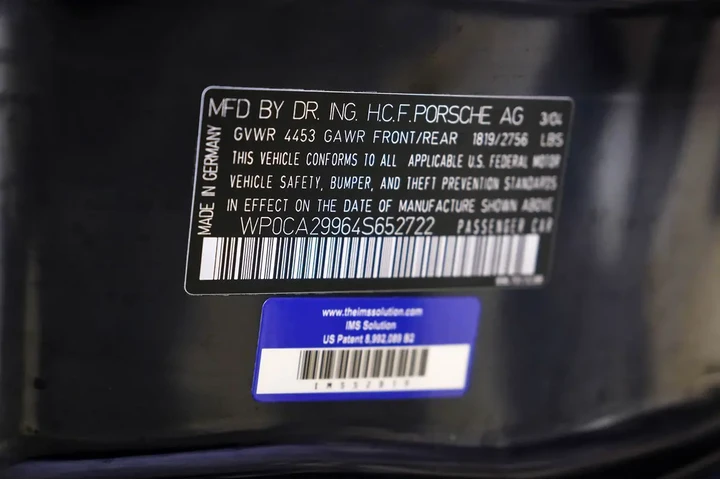 MFD BY DR. ING. H.C.F. PORSCHE AG 3/04
GVWR 4453 GAWR FRONT/REAR 1819/2756 LBS
THIS VEHICLE CONFORMS TO ALL APPLICABLE U.S. FEDERAL MOTOR
VEHICLE SAFETY, BUMPER, AND THEFT PREVENTION STANDARDS
IN EFFECT ON THE DATE OF MANUFACTURE SHOWN ABOVE
WP0CA29964S652722 PASSENGER CAR
MADE IN GERMANY
www.theimssolution.com
IMS Solution
US Patent 8,992,089 B2
IMS52819